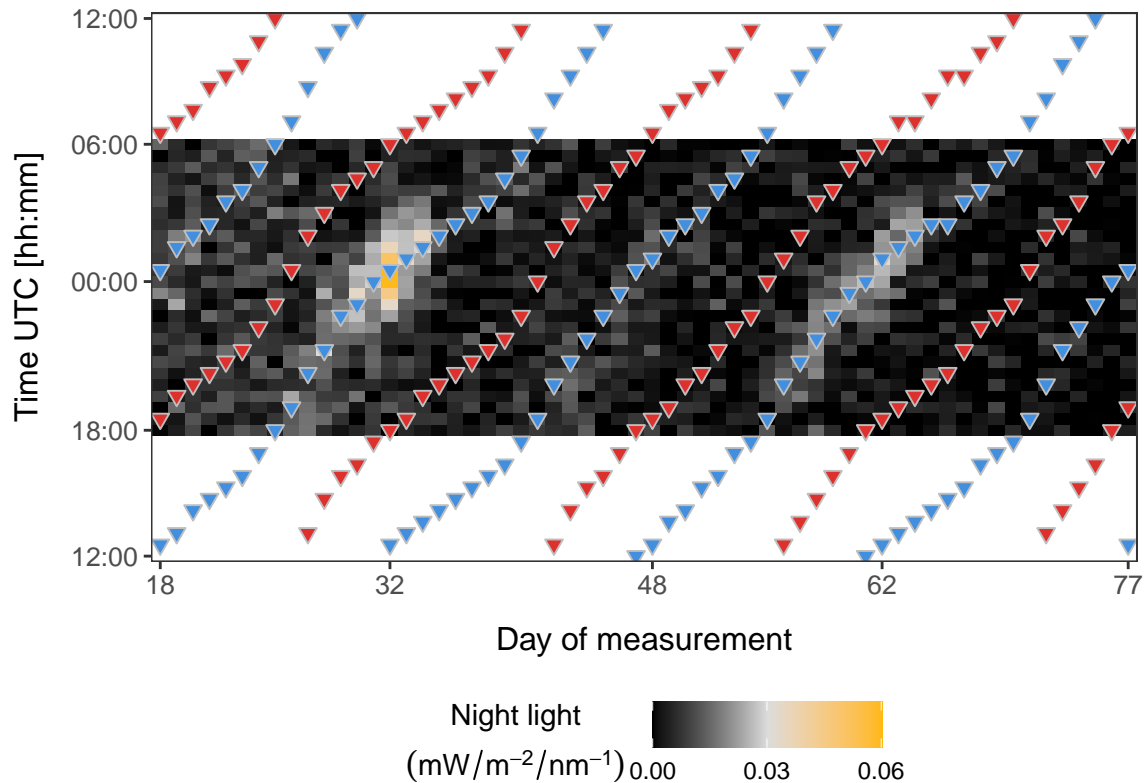 12:00
06:00
00:00
18:00
12:00
Time UTC [hh:mm]
18 32 48 62 77
Day of measurement
Night light
(mW/m⁻²/nm⁻¹)
0.00 0.03 0.06